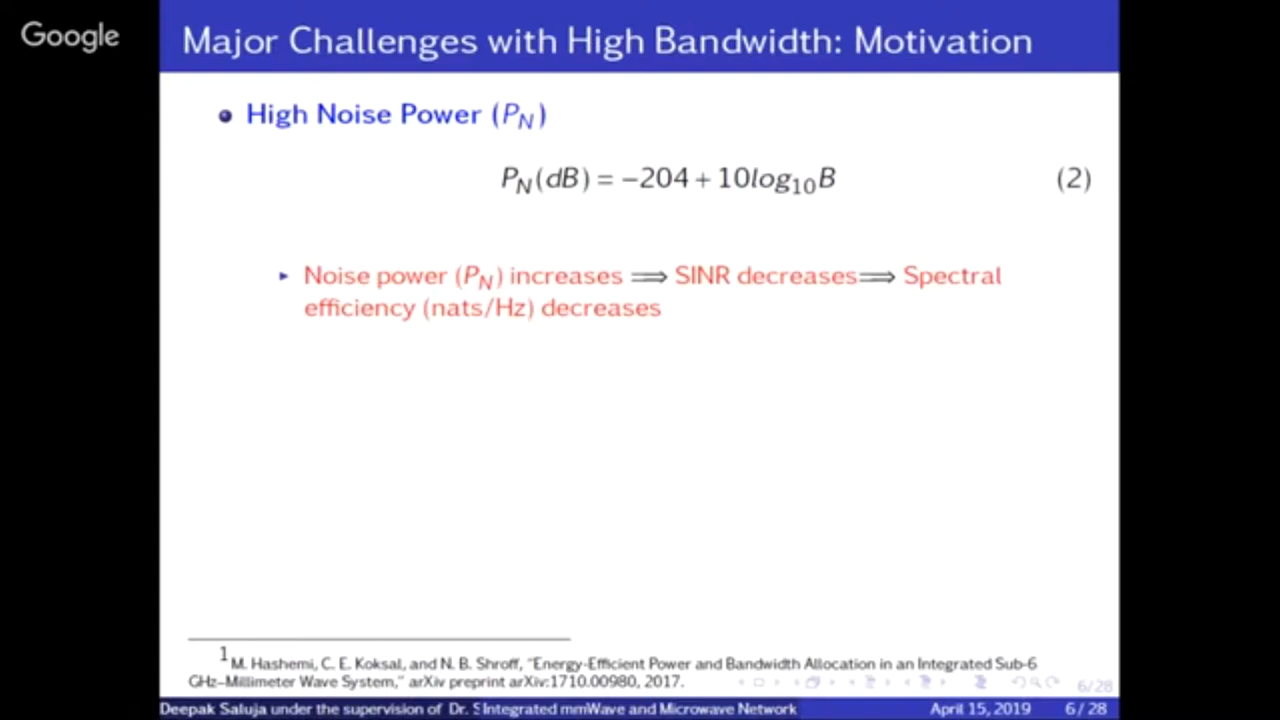 Google
Major Challenges with High Bandwidth: Motivation
High Noise Power (P_N)
P_N(dB) = −204 + 10log_10B (2)
Noise power (P_N) increases ⟹ SINR decreases⟹ Spectral
efficiency (nats/Hz) decreases
1 M. Hashemi, C. E. Koksal, and N. B. Shroff, "Energy-Efficient Power and Bandwidth Allocation in an Integrated Sub-6
GHz–Millimeter Wave System," arXiv preprint arXiv:1710.00980, 2017.
6/28
Deepak Saluja under the supervision of Dr. S Integrated mmWave and Microwave Network April 15, 2019 6 / 28